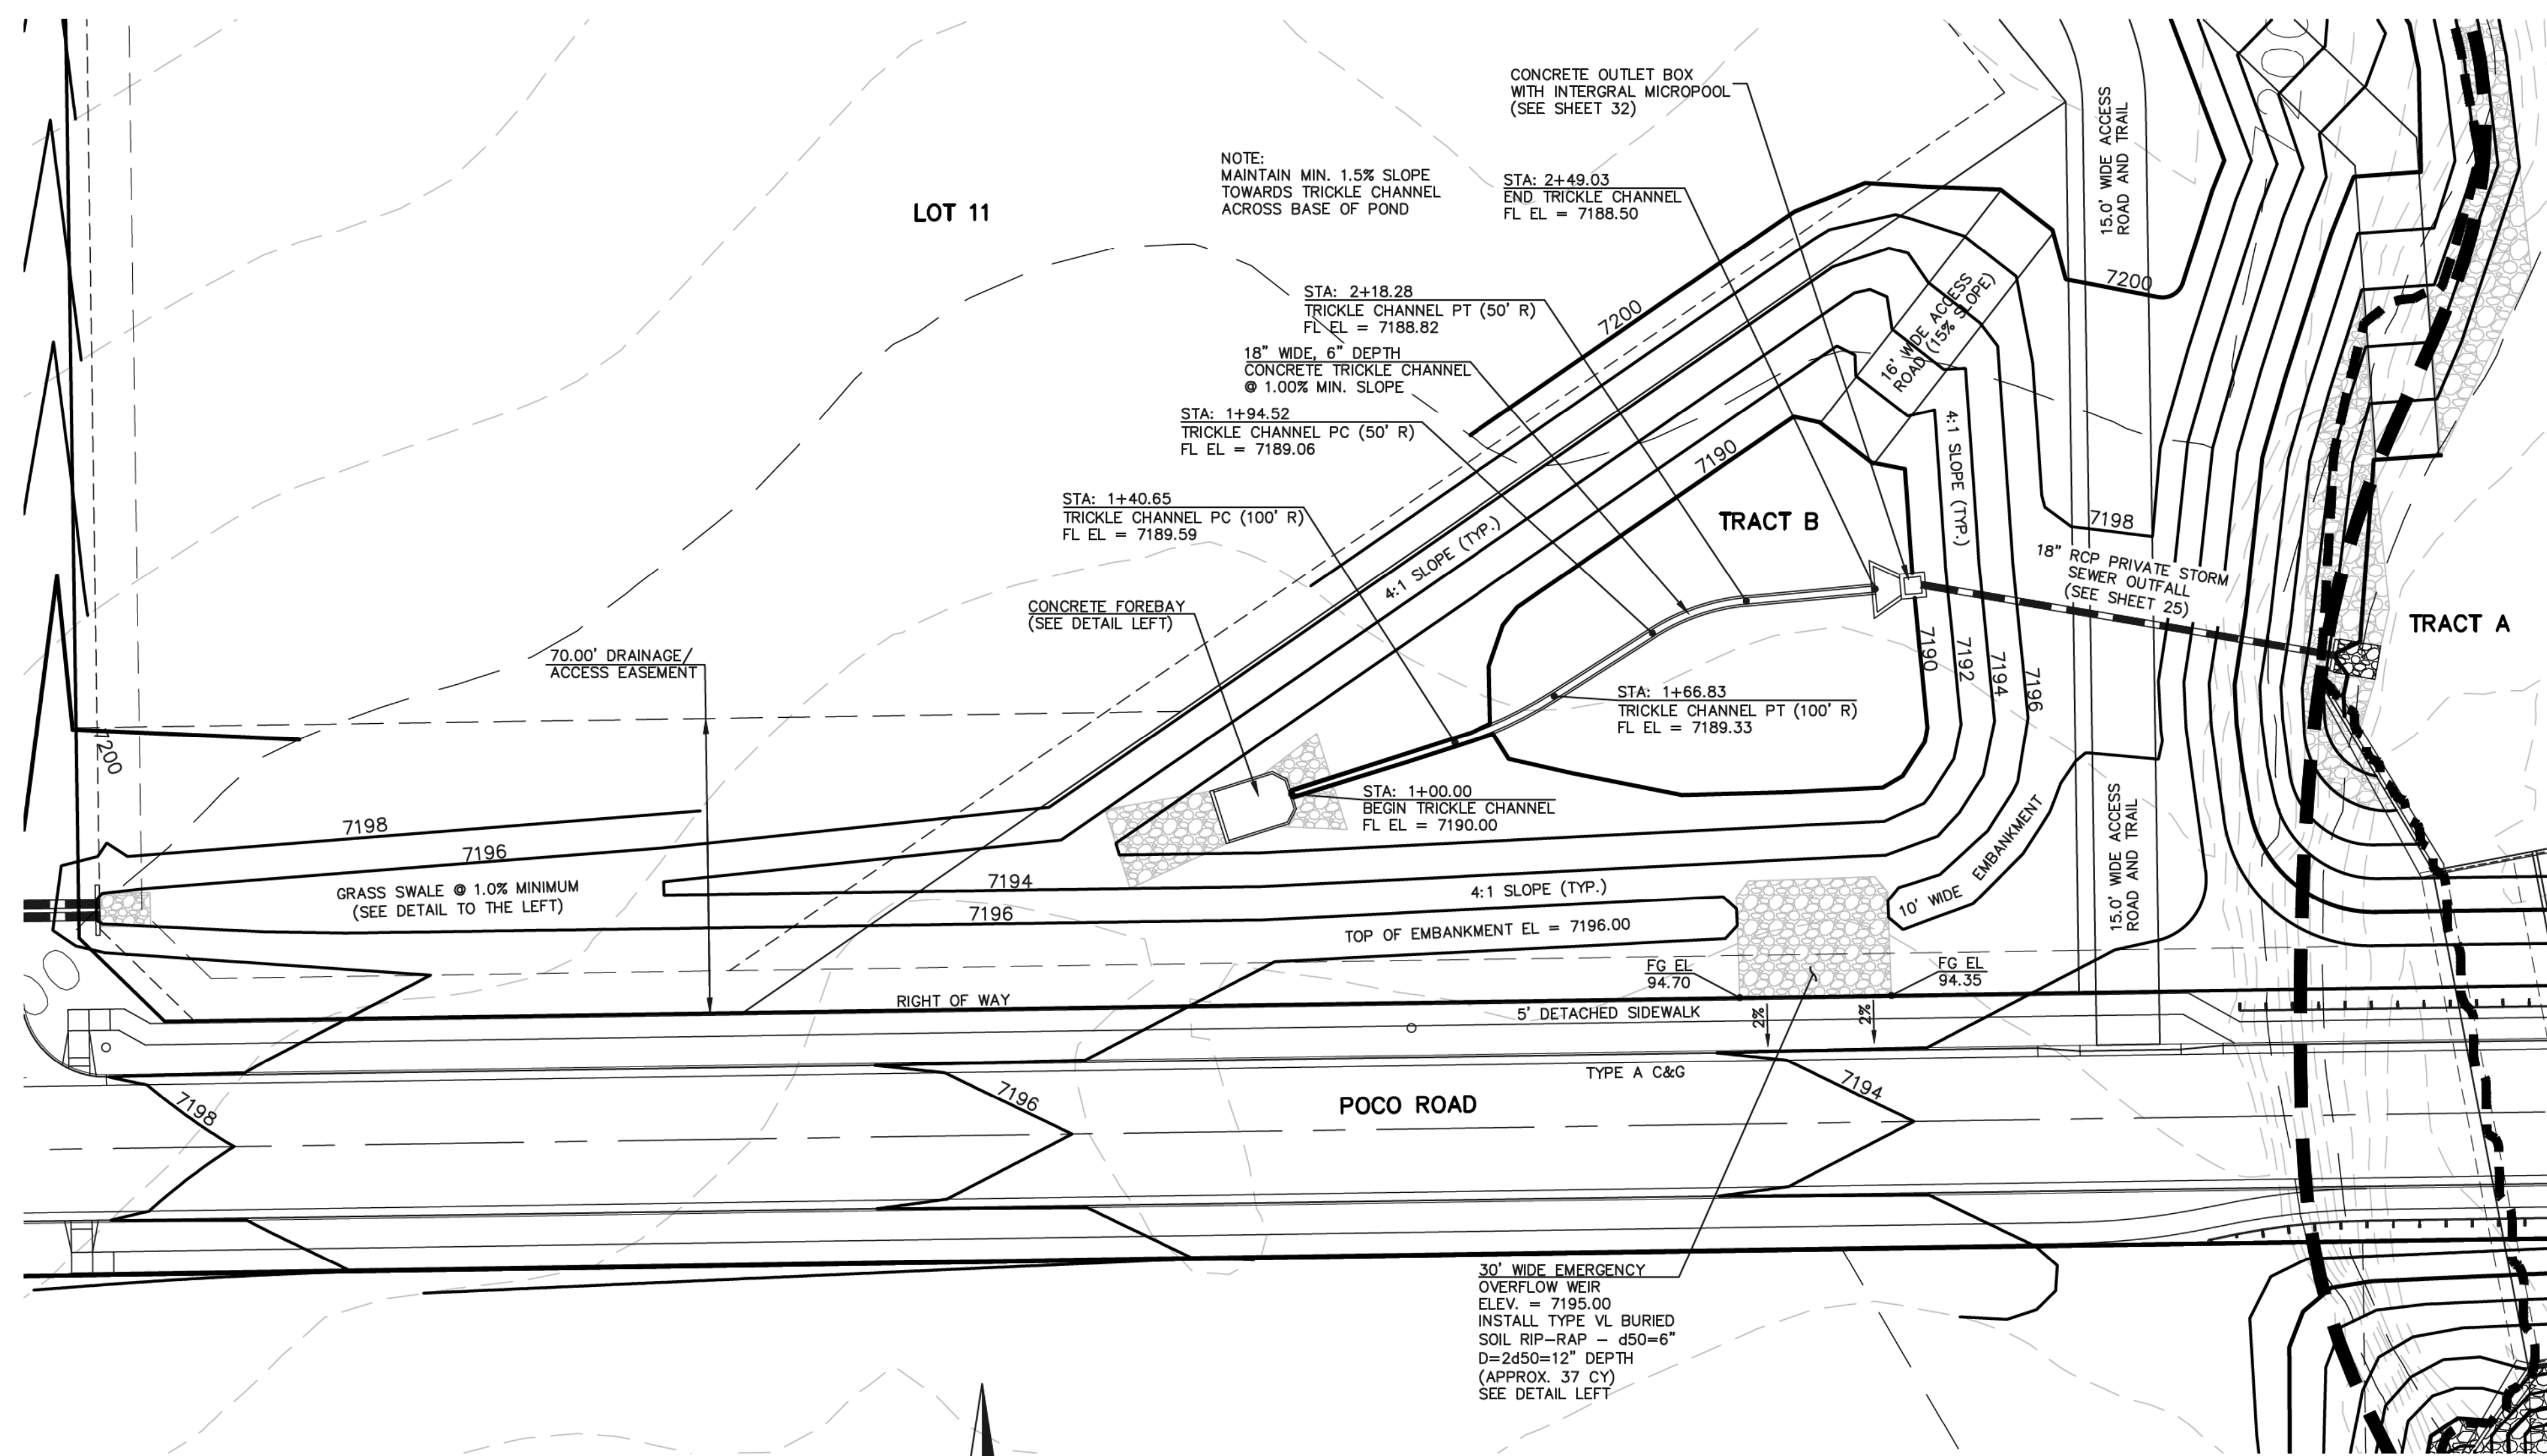 CONCRETE OUTLET BOX
WITH INTERGRAL MICROPOOL
(SEE SHEET 32)
15.0' WIDE ACCESS
ROAD AND TRAIL
NOTE:
MAINTAIN MIN. 1.5% SLOPE
TOWARDS TRICKLE CHANNEL
ACROSS BASE OF POND
STA: 2+49.03
END TRICKLE CHANNEL
FL EL = 7188.50
LOT 11
7200
STA: 2+18.28
TRICKLE CHANNEL PT (50' R)
FL EL = 7188.82
7200
16' WIDE ACCESS
ROAD (15% SLOPE)
18" WIDE, 6" DEPTH
CONCRETE TRICKLE CHANNEL
@ 1.00% MIN. SLOPE
STA: 1+94.52
TRICKLE CHANNEL PC (50' R)
FL EL = 7189.06
7190
4:1 SLOPE (TYP.)
STA: 1+40.65
TRICKLE CHANNEL PC (100' R)
FL EL = 7189.59
TRACT B
7198
4:1 SLOPE (TYP.)
18" RCP PRIVATE STORM
SEWER OUTFALL
(SEE SHEET 25)
CONCRETE FOREBAY
(SEE DETAIL LEFT)
TRACT A
70.00' DRAINAGE/
ACCESS EASEMENT
7190
7192
7194
7196
STA: 1+66.83
TRICKLE CHANNEL PT (100' R)
FL EL = 7189.33
7200
STA: 1+00.00
BEGIN TRICKLE CHANNEL
FL EL = 7190.00
7198
7196
10' WIDE EMBANKMENT
15.0' WIDE ACCESS
ROAD AND TRAIL
GRASS SWALE @ 1.0% MINIMUM
(SEE DETAIL TO THE LEFT)
7194
4:1 SLOPE (TYP.)
7196
TOP OF EMBANKMENT EL = 7196.00
FG EL
94.70
FG EL
94.35
RIGHT OF WAY
5' DETACHED SIDEWALK
2%
2%
TYPE A C&G
7198
7196
POCO ROAD
7194
30' WIDE EMERGENCY
OVERFLOW WEIR
ELEV. = 7195.00
INSTALL TYPE VL BURIED
SOIL RIP-RAP - d50=6"
D=2d50=12" DEPTH
(APPROX. 37 CY)
SEE DETAIL LEFT